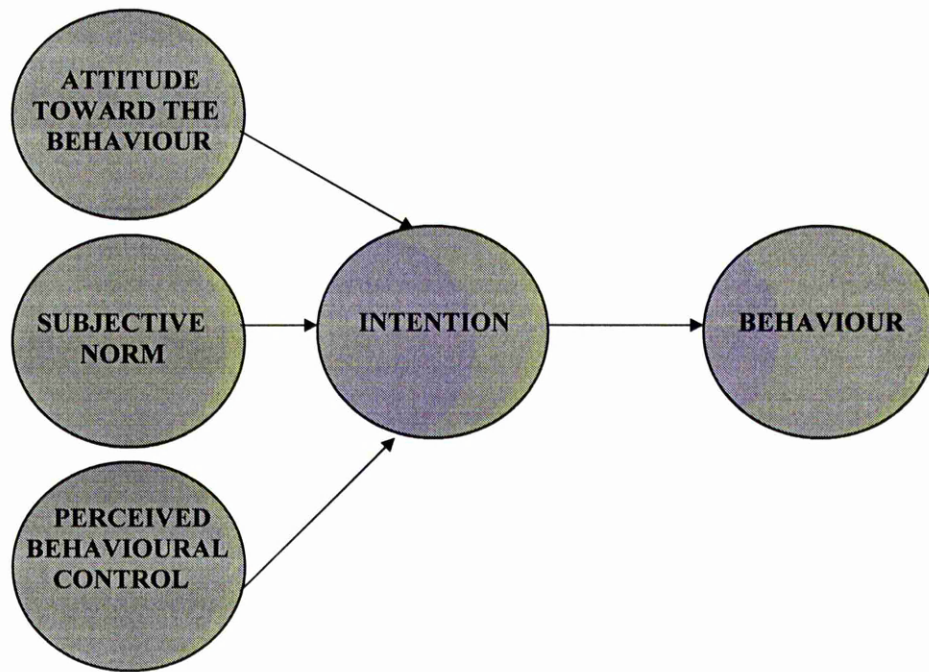 ATTITUDE
TOWARD THE
BEHAVIOUR
SUBJECTIVE
NORM
INTENTION
BEHAVIOUR
PERCEIVED
BEHAVIOURAL
CONTROL